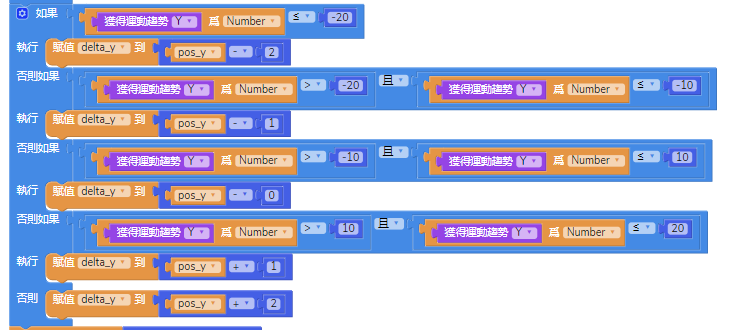 如果 獲得運動趨勢 Y 爲 Number ≤ -20
執行 賦值 delta_y 到 pos_y - 2
否則如果 獲得運動趨勢 Y 爲 Number > -20 且 獲得運動趨勢 Y 爲 Number ≤ -10
執行 賦值 delta_y 到 pos_y - 1
否則如果 獲得運動趨勢 Y 爲 Number > -10 且 獲得運動趨勢 Y 爲 Number ≤ 10
執行 賦值 delta_y 到 pos_y - 0
否則如果 獲得運動趨勢 Y 爲 Number > 10 且 獲得運動趨勢 Y 爲 Number ≤ 20
執行 賦值 delta_y 到 pos_y + 1
否則 賦值 delta_y 到 pos_y + 2